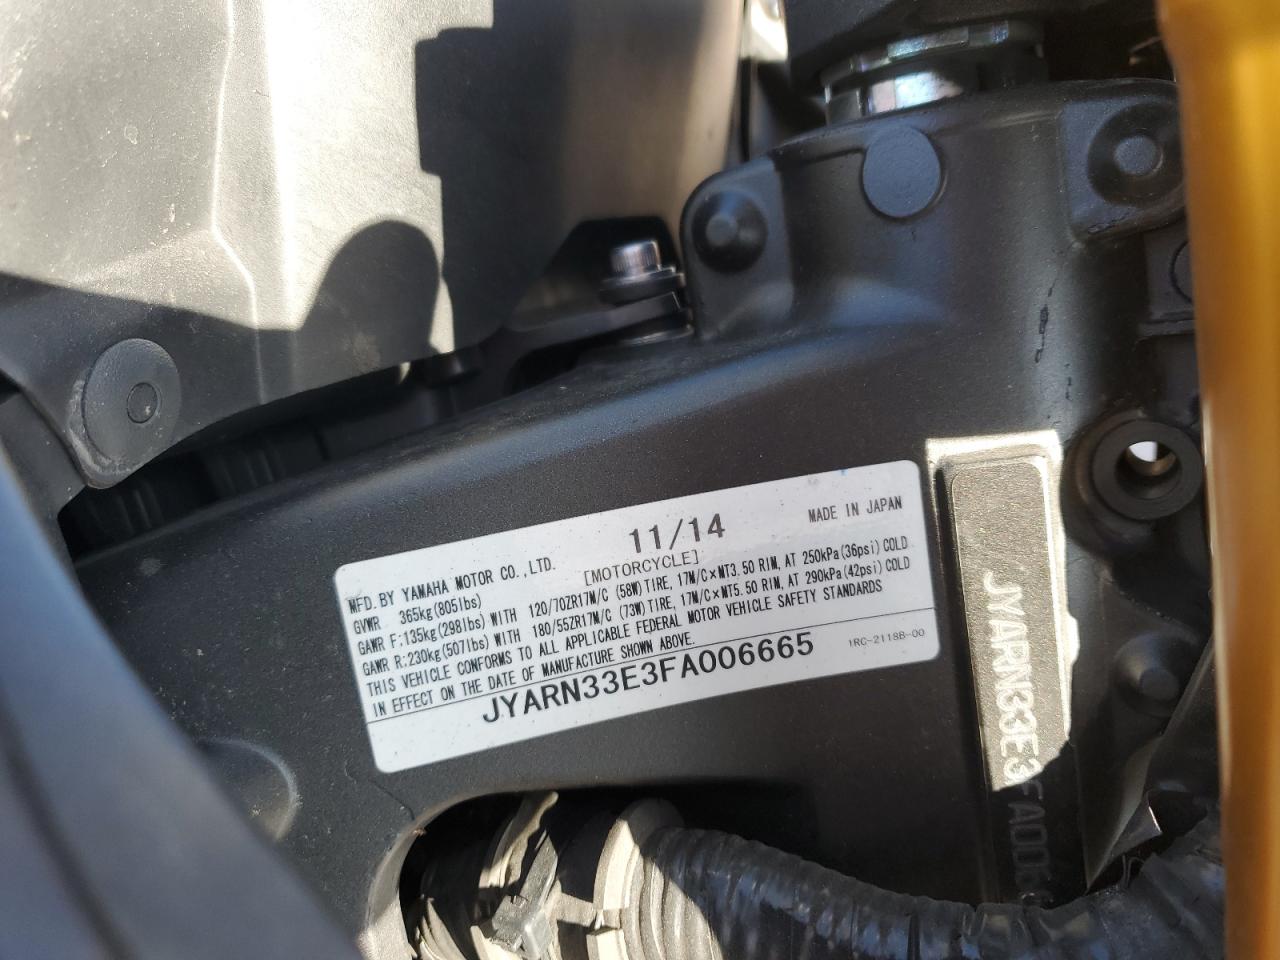 11/14
MADE IN JAPAN
MFD. BY YAMAHA MOTOR CO., LTD. [MOTORCYCLE]
GVWR 365kg(805lbs)
GAWR F:135kg(298lbs) WITH 120/70ZR17M/C (58W) TIRE, 17M/C×MT3.50 RIM, AT 250kPa(36psi) COLD
GAWR R:230kg(507lbs) WITH 180/55ZR17M/C (73W) TIRE, 17M/C×MT5.50 RIM, AT 290kPa(42psi) COLD
THIS VEHICLE CONFORMS TO ALL APPLICABLE FEDERAL MOTOR VEHICLE SAFETY STANDARDS
IN EFFECT ON THE DATE OF MANUFACTURE SHOWN ABOVE.
JYARN33E3FA006665
1RC-2118B-00
JYARN33E3FA006